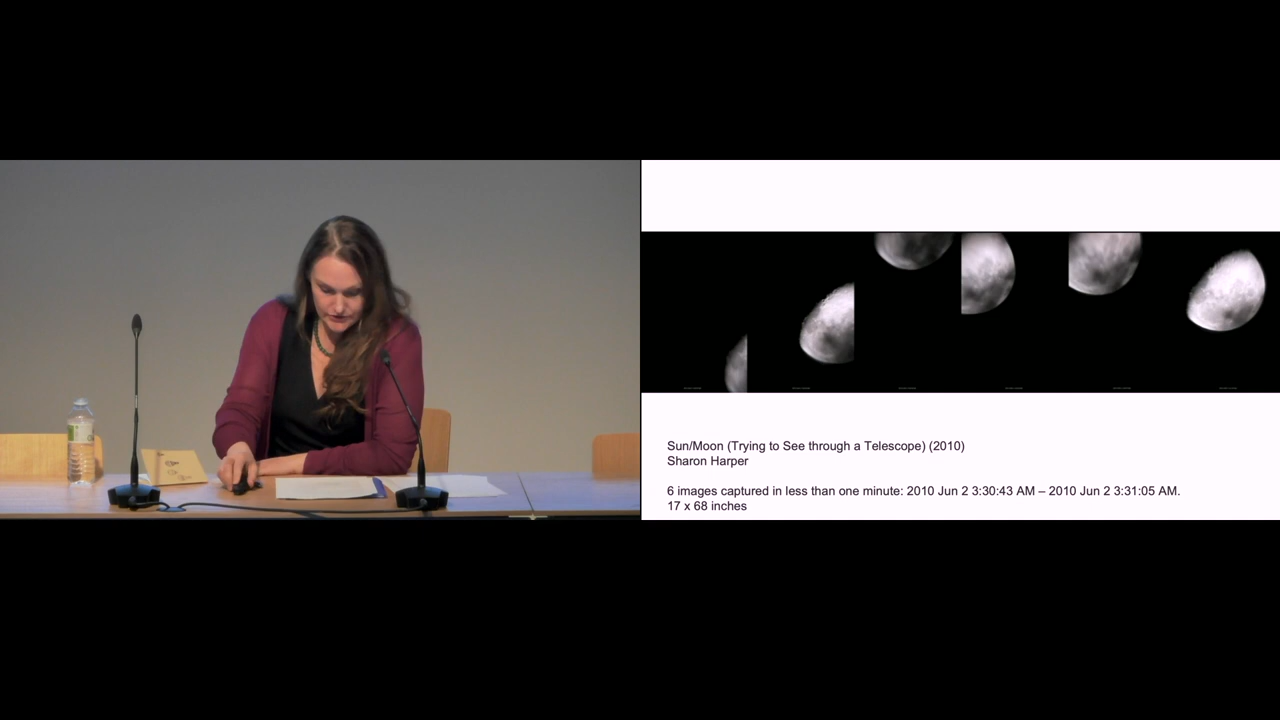 Sun/Moon (Trying to See through a Telescope) (2010)
Sharon Harper
6 images captured in less than one minute: 2010 Jun 2 3:30:43 AM – 2010 Jun 2 3:31:05 AM.
17 x 68 inches